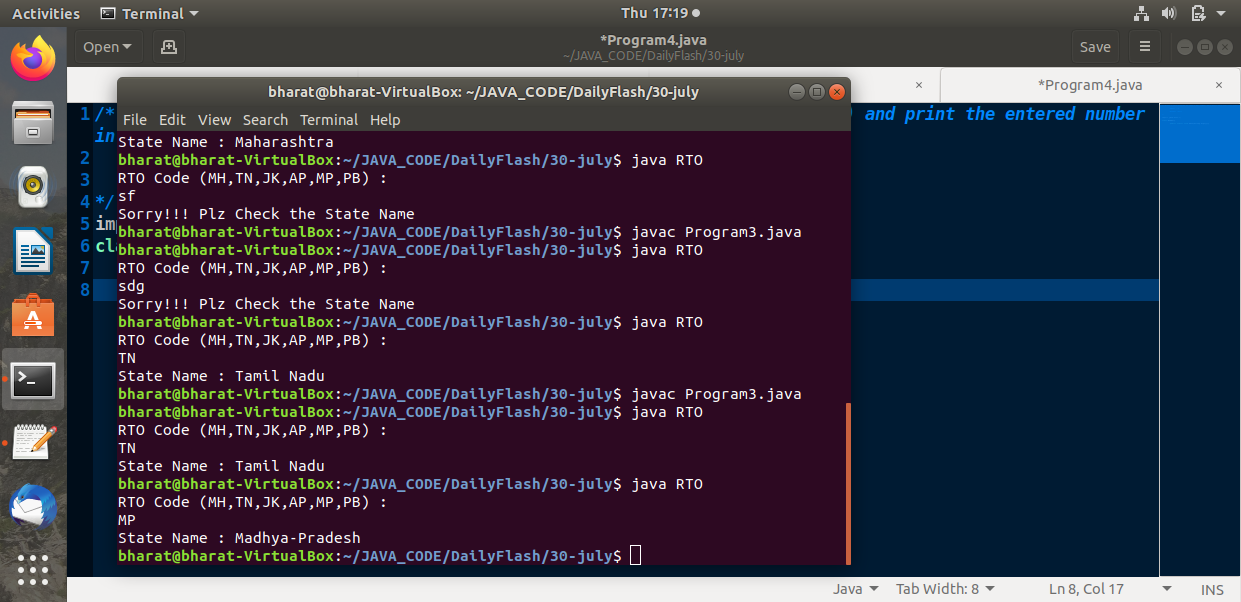 Activities Terminal Thu 17:19
Open *Program4.java Save
~/JAVA_CODE/DailyFlash/30-july
*Program4.java
bharat@bharat-VirtualBox: ~/JAVA_CODE/DailyFlash/30-july
File Edit View Search Terminal Help
1 /* and print the entered number
in
2
3
4 */
5
6
7
8
State Name : Maharashtra
bharat@bharat-VirtualBox:~/JAVA_CODE/DailyFlash/30-july$ java RTO
RTO Code (MH,TN,JK,AP,MP,PB) :
sf
Sorry!!! Plz Check the State Name
bharat@bharat-VirtualBox:~/JAVA_CODE/DailyFlash/30-july$ javac Program3.java
bharat@bharat-VirtualBox:~/JAVA_CODE/DailyFlash/30-july$ java RTO
RTO Code (MH,TN,JK,AP,MP,PB) :
sdg
Sorry!!! Plz Check the State Name
bharat@bharat-VirtualBox:~/JAVA_CODE/DailyFlash/30-july$ java RTO
RTO Code (MH,TN,JK,AP,MP,PB) :
TN
State Name : Tamil Nadu
bharat@bharat-VirtualBox:~/JAVA_CODE/DailyFlash/30-july$ javac Program3.java
bharat@bharat-VirtualBox:~/JAVA_CODE/DailyFlash/30-july$ java RTO
RTO Code (MH,TN,JK,AP,MP,PB) :
TN
State Name : Tamil Nadu
bharat@bharat-VirtualBox:~/JAVA_CODE/DailyFlash/30-july$ java RTO
RTO Code (MH,TN,JK,AP,MP,PB) :
MP
State Name : Madhya-Pradesh
bharat@bharat-VirtualBox:~/JAVA_CODE/DailyFlash/30-july$
Java Tab Width: 8 Ln 8, Col 17 INS